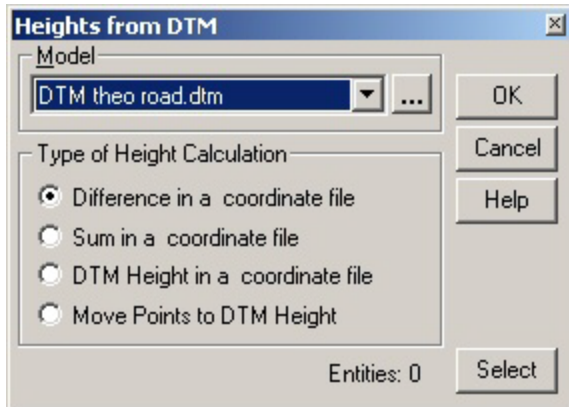 Heights from DTM
Model
DTM theo road.dtm
...
OK
Cancel
Help
Type of Height Calculation
Difference in a  coordinate file
Sum in a  coordinate file
DTM Height in a  coordinate file
Move Points to DTM Height
Entities: 0
Select